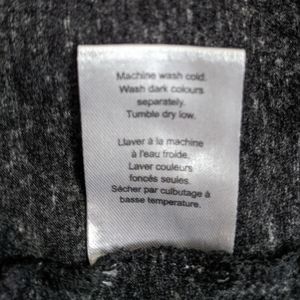 Machine wash cold.
Wash dark colours
separately.
Tumble dry low.
Llaver à la machine
à l'eau froide.
Laver couleurs
foncés seules.
Sécher par culbutage à
basse temperature.